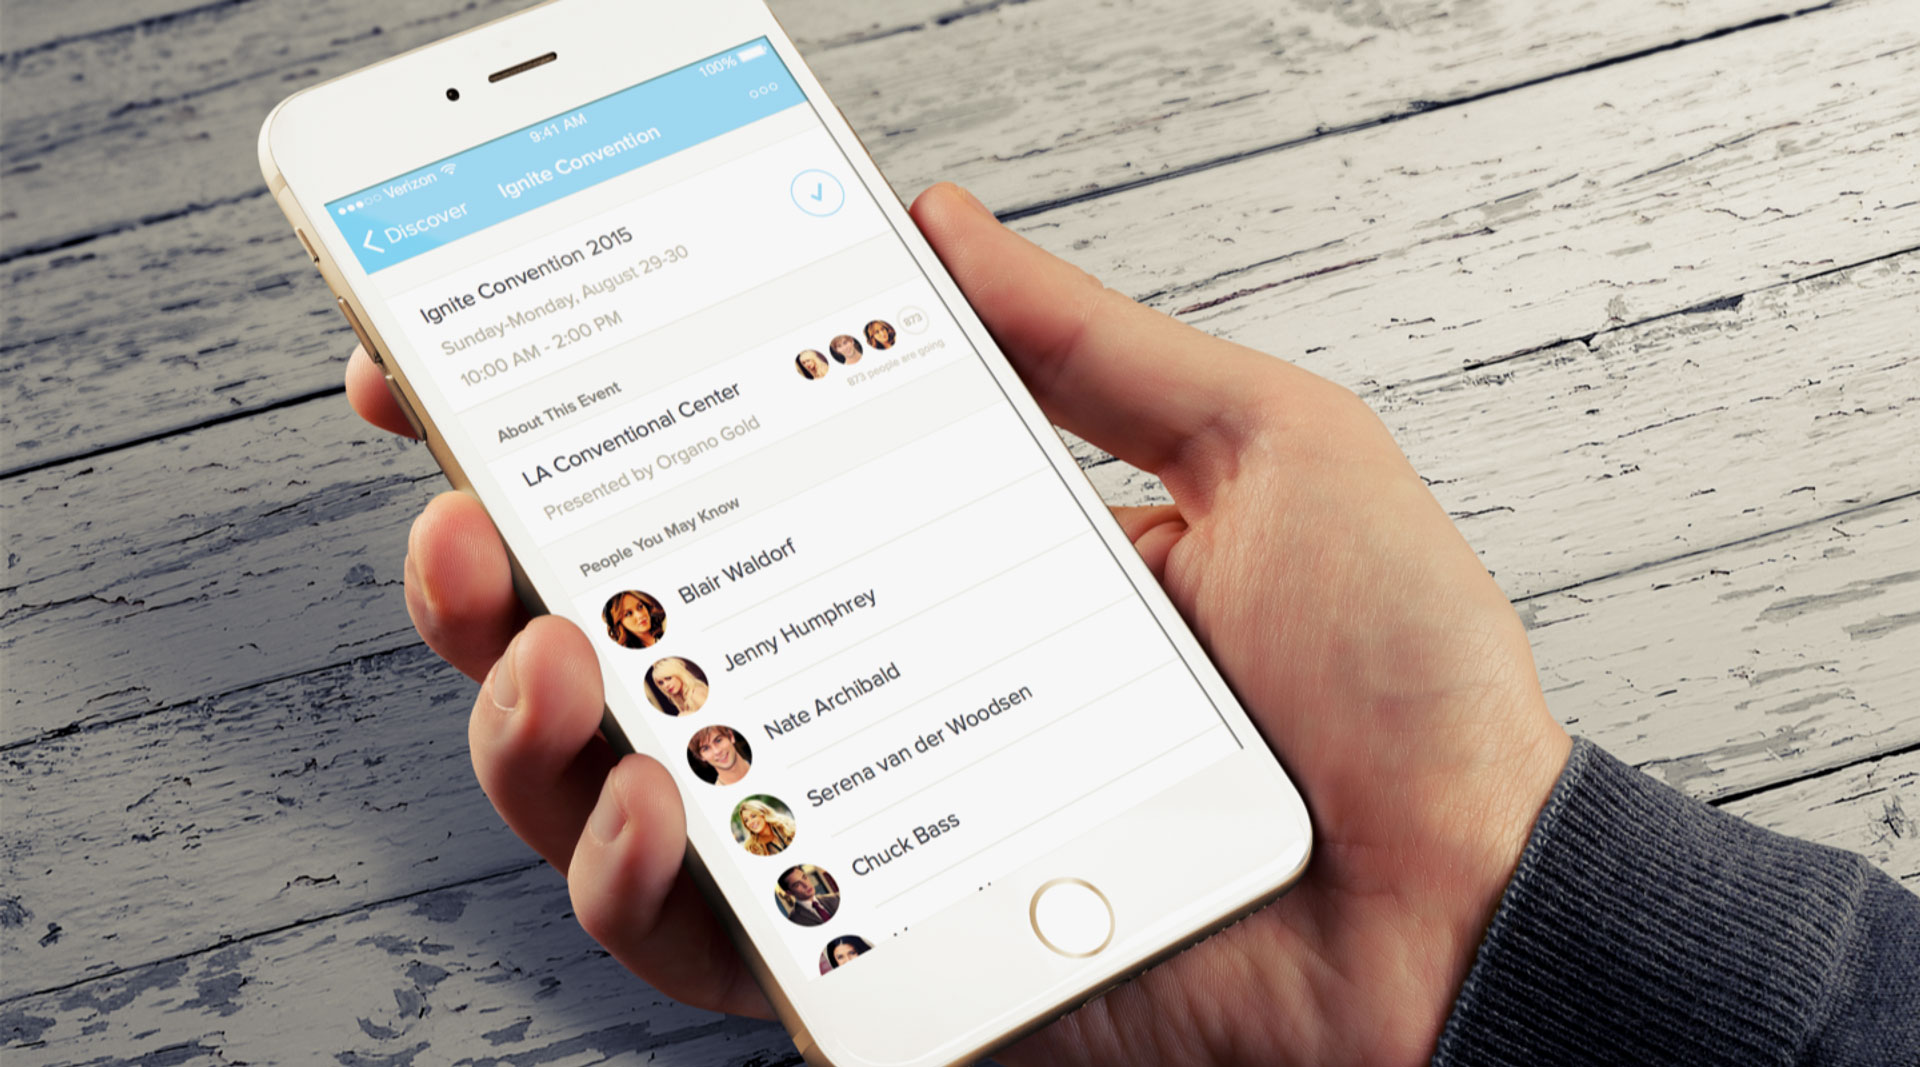 Verizon 9:41 AM 100%
Discover Ignite Convention
Ignite Convention 2015
Sunday-Monday, August 29-30
10:00 AM - 2:00 PM
About This Event
LA Conventional Center
Presented by Organo Gold
873
873 people are going
People You May Know
Blair Waldorf
Jenny Humphrey
Nate Archibald
Serena van der Woodsen
Chuck Bass